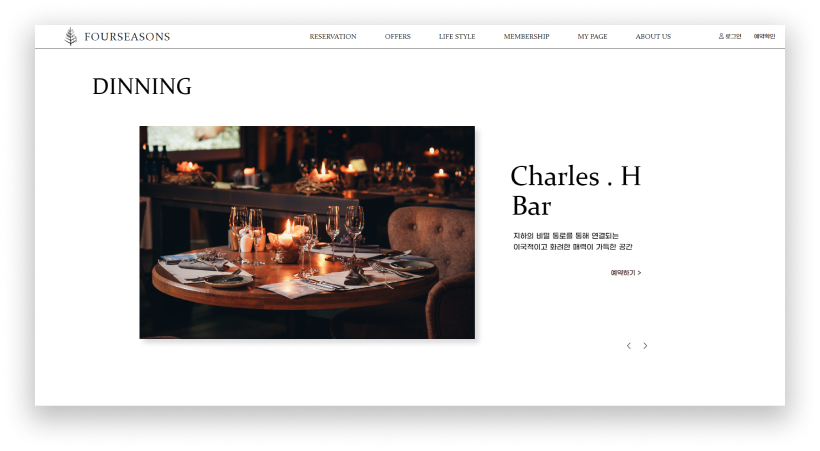 FOURSEASONS
RESERVATION OFFERS LIFE STYLE MEMBERSHIP MY PAGE ABOUT US
로그인 예약확인
DINNING
Charles . H
Bar
지하의 비밀 통로를 통해 연결되는
이국적이고 화려한 매력이 가득한 공간
예약하기 >